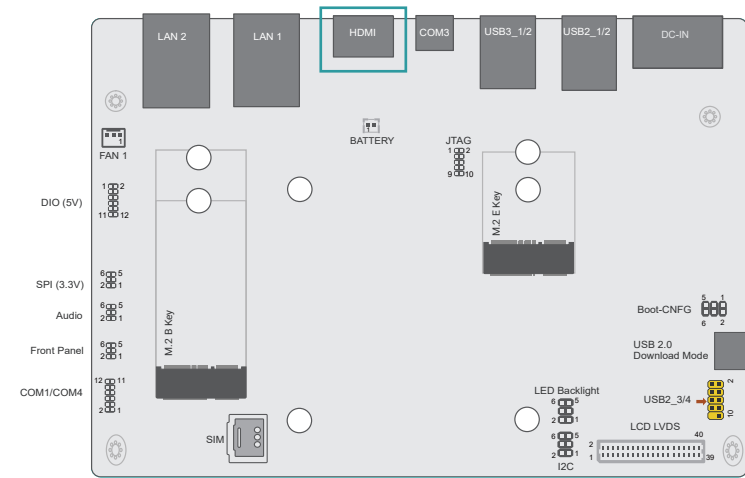 LAN 2
LAN 1
HDMI
COM3
USB3_1/2
USB2_1/2
DC-IN
1
BATTERY
1
FAN 1
JTAG
1 2
9 10
DIO (5V)
1 2
11 12
M.2 E Key
SPI (3.3V)
6 5
2 1
Audio
6 5
2 1
M.2 B Key
Front Panel
6 5
2 1
Boot-CNFG
5 1
6 2
USB 2.0
Download Mode
COM1/COM4
12 11
2 1
LED Backlight
6 5
2 1
USB2_3/4
2
10
SIM
I2C
6 5
2 1
LCD LVDS
40
2
1
39